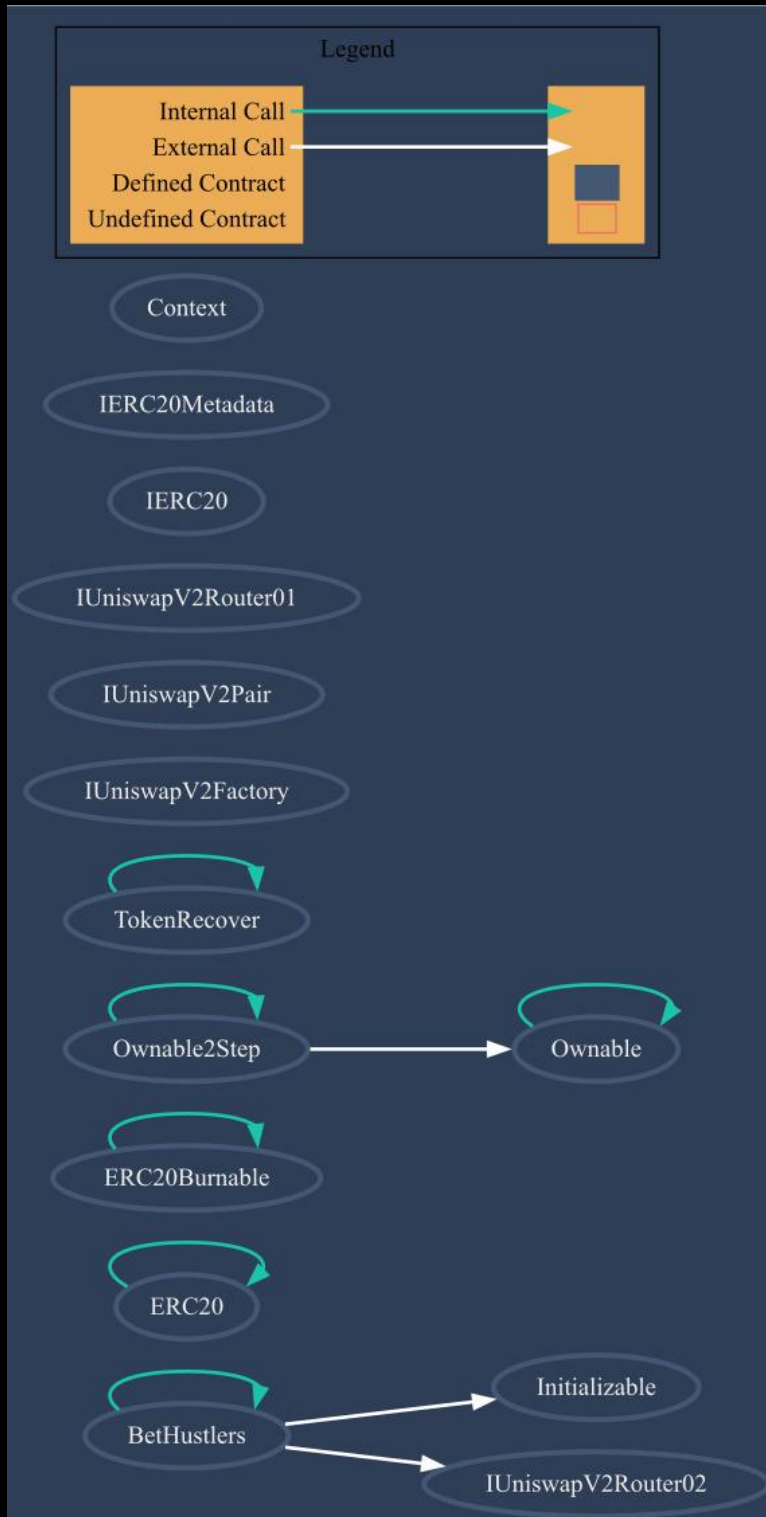 Legend
Internal Call
External Call
Defined Contract
Undefined Contract
Context
IERC20Metadata
IERC20
IUniswapV2Router01
IUniswapV2Pair
IUniswapV2Factory
TokenRecover
Ownable2Step
Ownable
ERC20Burnable
ERC20
BetHustlers
Initializable
IUniswapV2Router02